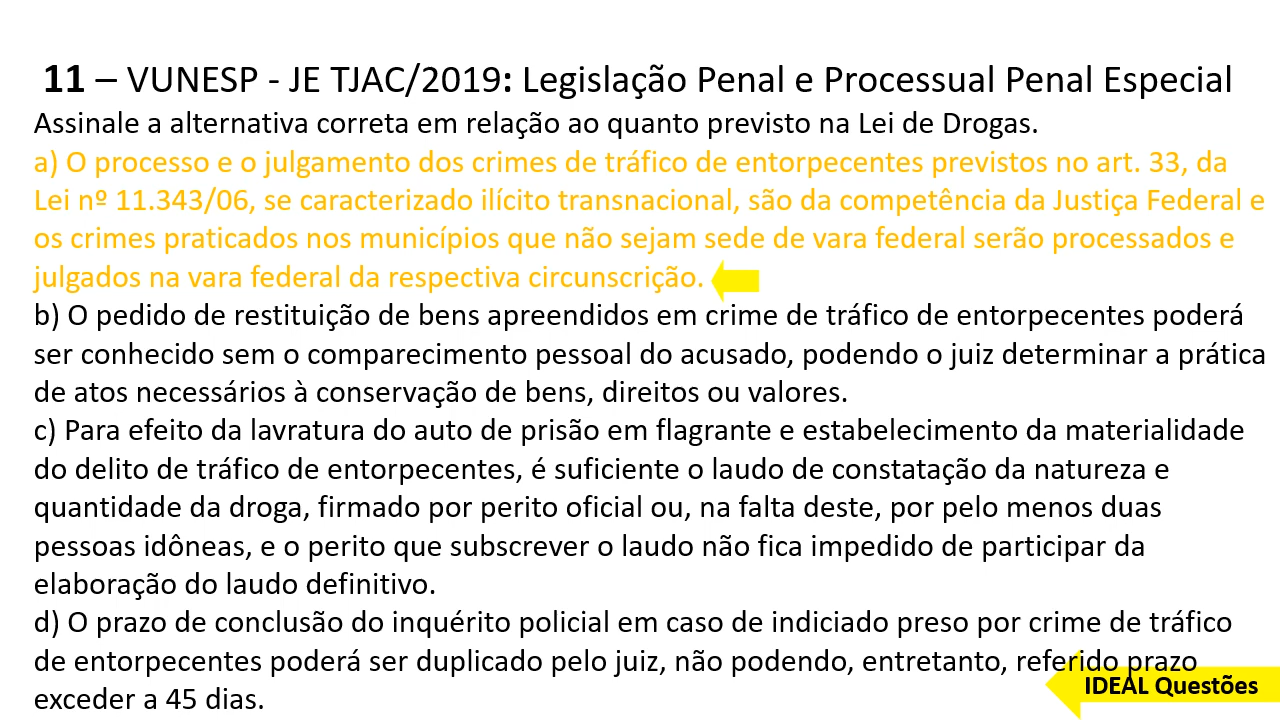 11 – VUNESP - JE TJAC/2019: Legislação Penal e Processual Penal Especial
Assinale a alternativa correta em relação ao quanto previsto na Lei de Drogas.
a) O processo e o julgamento dos crimes de tráfico de entorpecentes previstos no art. 33, da
Lei nº 11.343/06, se caracterizado ilícito transnacional, são da competência da Justiça Federal e
os crimes praticados nos municípios que não sejam sede de vara federal serão processados e
julgados na vara federal da respectiva circunscrição.
b) O pedido de restituição de bens apreendidos em crime de tráfico de entorpecentes poderá
ser conhecido sem o comparecimento pessoal do acusado, podendo o juiz determinar a prática
de atos necessários à conservação de bens, direitos ou valores.
c) Para efeito da lavratura do auto de prisão em flagrante e estabelecimento da materialidade
do delito de tráfico de entorpecentes, é suficiente o laudo de constatação da natureza e
quantidade da droga, firmado por perito oficial ou, na falta deste, por pelo menos duas
pessoas idôneas, e o perito que subscrever o laudo não fica impedido de participar da
elaboração do laudo definitivo.
d) O prazo de conclusão do inquérito policial em caso de indiciado preso por crime de tráfico
de entorpecentes poderá ser duplicado pelo juiz, não podendo, entretanto, referido prazo
exceder a 45 dias.
IDEAL Questões